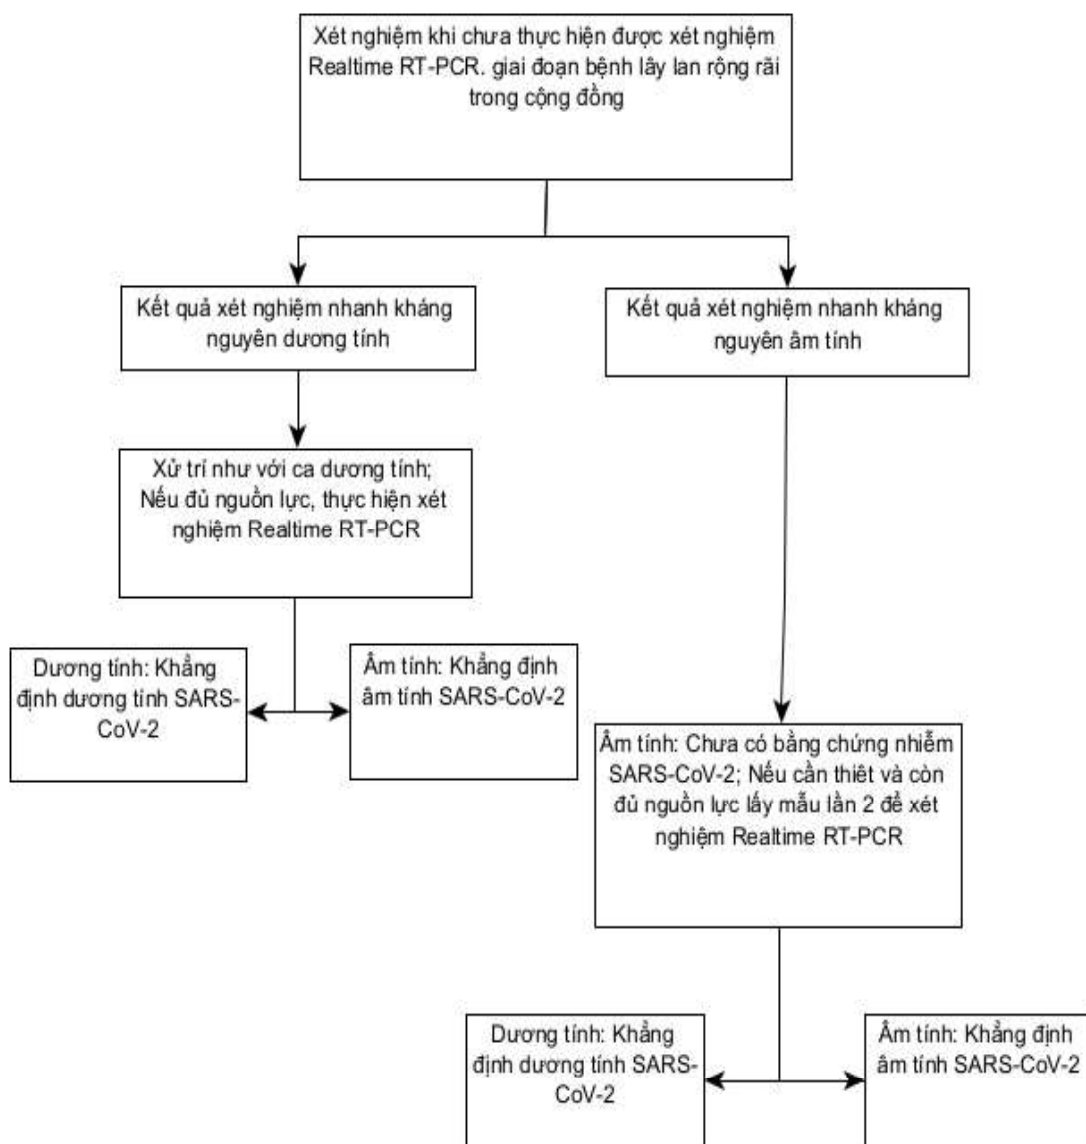 Xét nghiệm khi chưa thực hiện được xét nghiệm
Realtime RT-PCR. giai đoạn bệnh lây lan rộng rãi
trong cộng đồng
Kết quả xét nghiệm nhanh kháng
nguyên dương tính
Kết quả xét nghiệm nhanh kháng
nguyên âm tính
Xử trí như với ca dương tính;
Nếu đủ nguồn lực, thực hiện xét
nghiệm Realtime RT-PCR
Dương tính: Khẳng
định dương tính SARS-
CoV-2
Âm tính: Khẳng định
âm tính SARS-CoV-2
Âm tính: Chưa có bằng chứng nhiễm
SARS-CoV-2; Nếu cần thiêt và còn
đủ nguồn lực lấy mẫu lần 2 để xét
nghiệm Realtime RT-PCR
Dương tính: Khẳng
định dương tính SARS-
CoV-2
Âm tính: Khẳng định
âm tính SARS-CoV-2